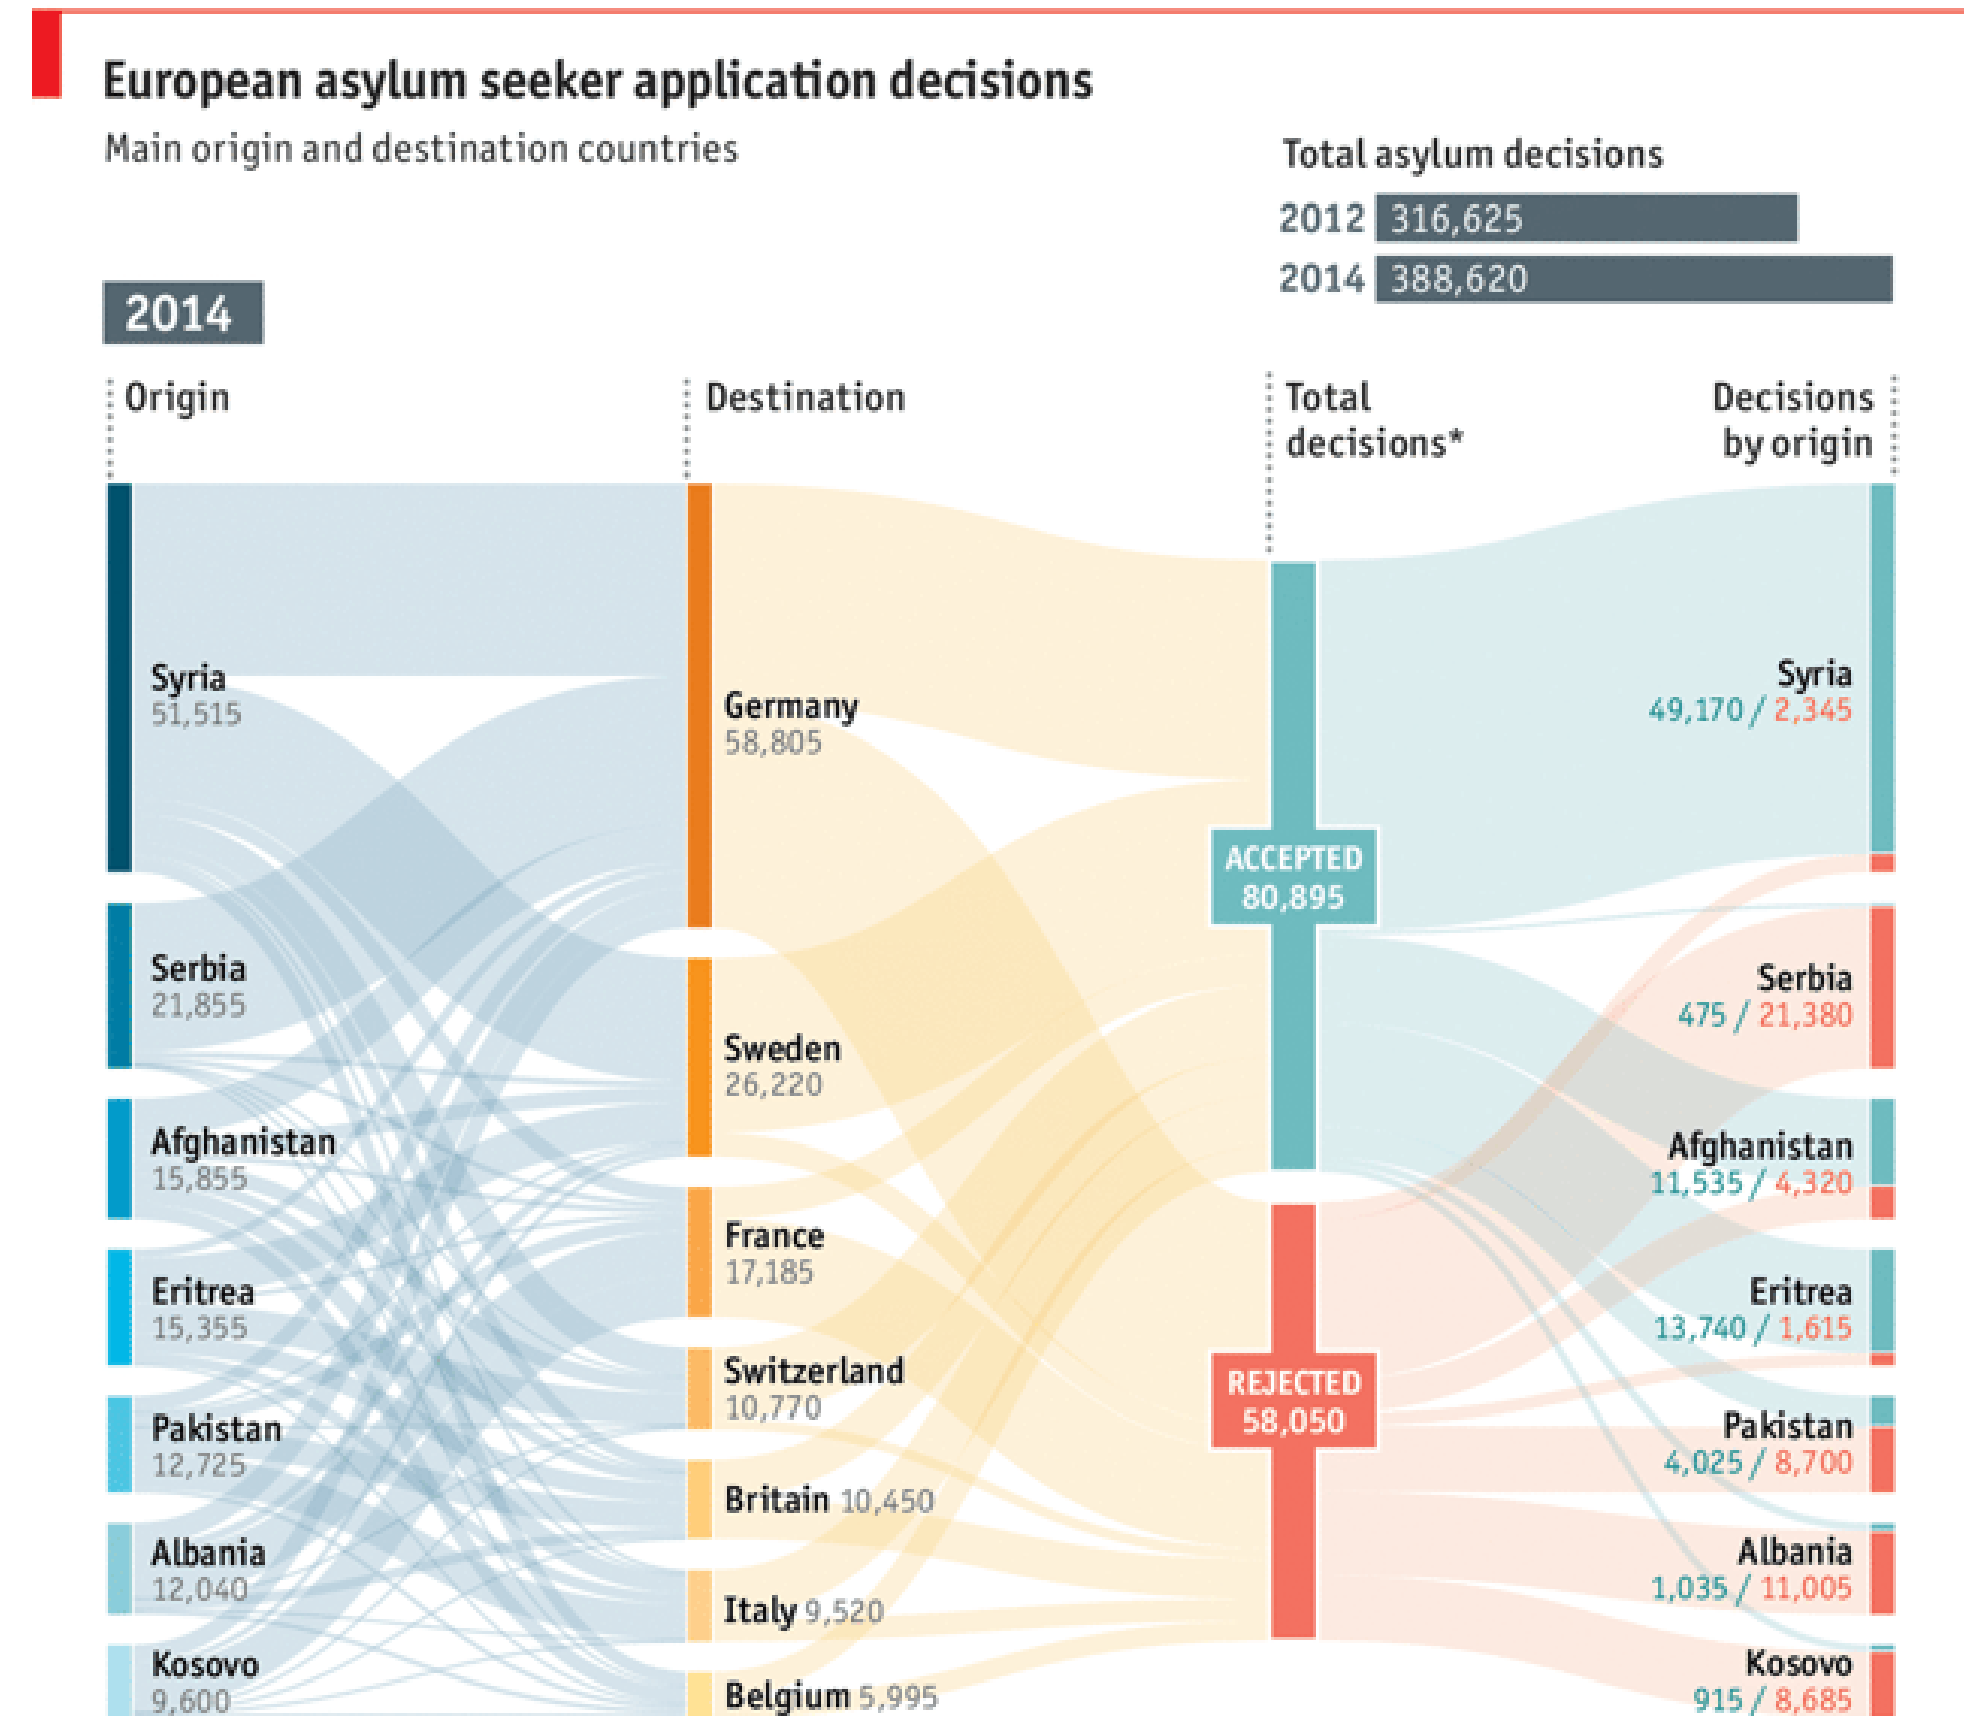 European asylum seeker application decisions
Main origin and destination countries
Total asylum decisions
2012 316,625
2014 388,620
2014
Origin
Destination
Total
decisions*
Decisions
by origin
Syria
51,515
Serbia
21,855
Afghanistan
15,855
Eritrea
15,355
Pakistan
12,725
Albania
12,040
Kosovo
9,600
Germany
58,805
Sweden
26,220
France
17,185
Switzerland
10,770
Britain 10,450
Italy 9,520
Belgium 5,995
ACCEPTED
80,895
REJECTED
58,050
Syria
49,170 / 2,345
Serbia
475 / 21,380
Afghanistan
11,535 / 4,320
Eritrea
13,740 / 1,615
Pakistan
4,025 / 8,700
Albania
1,035 / 11,005
Kosovo
915 / 8,685